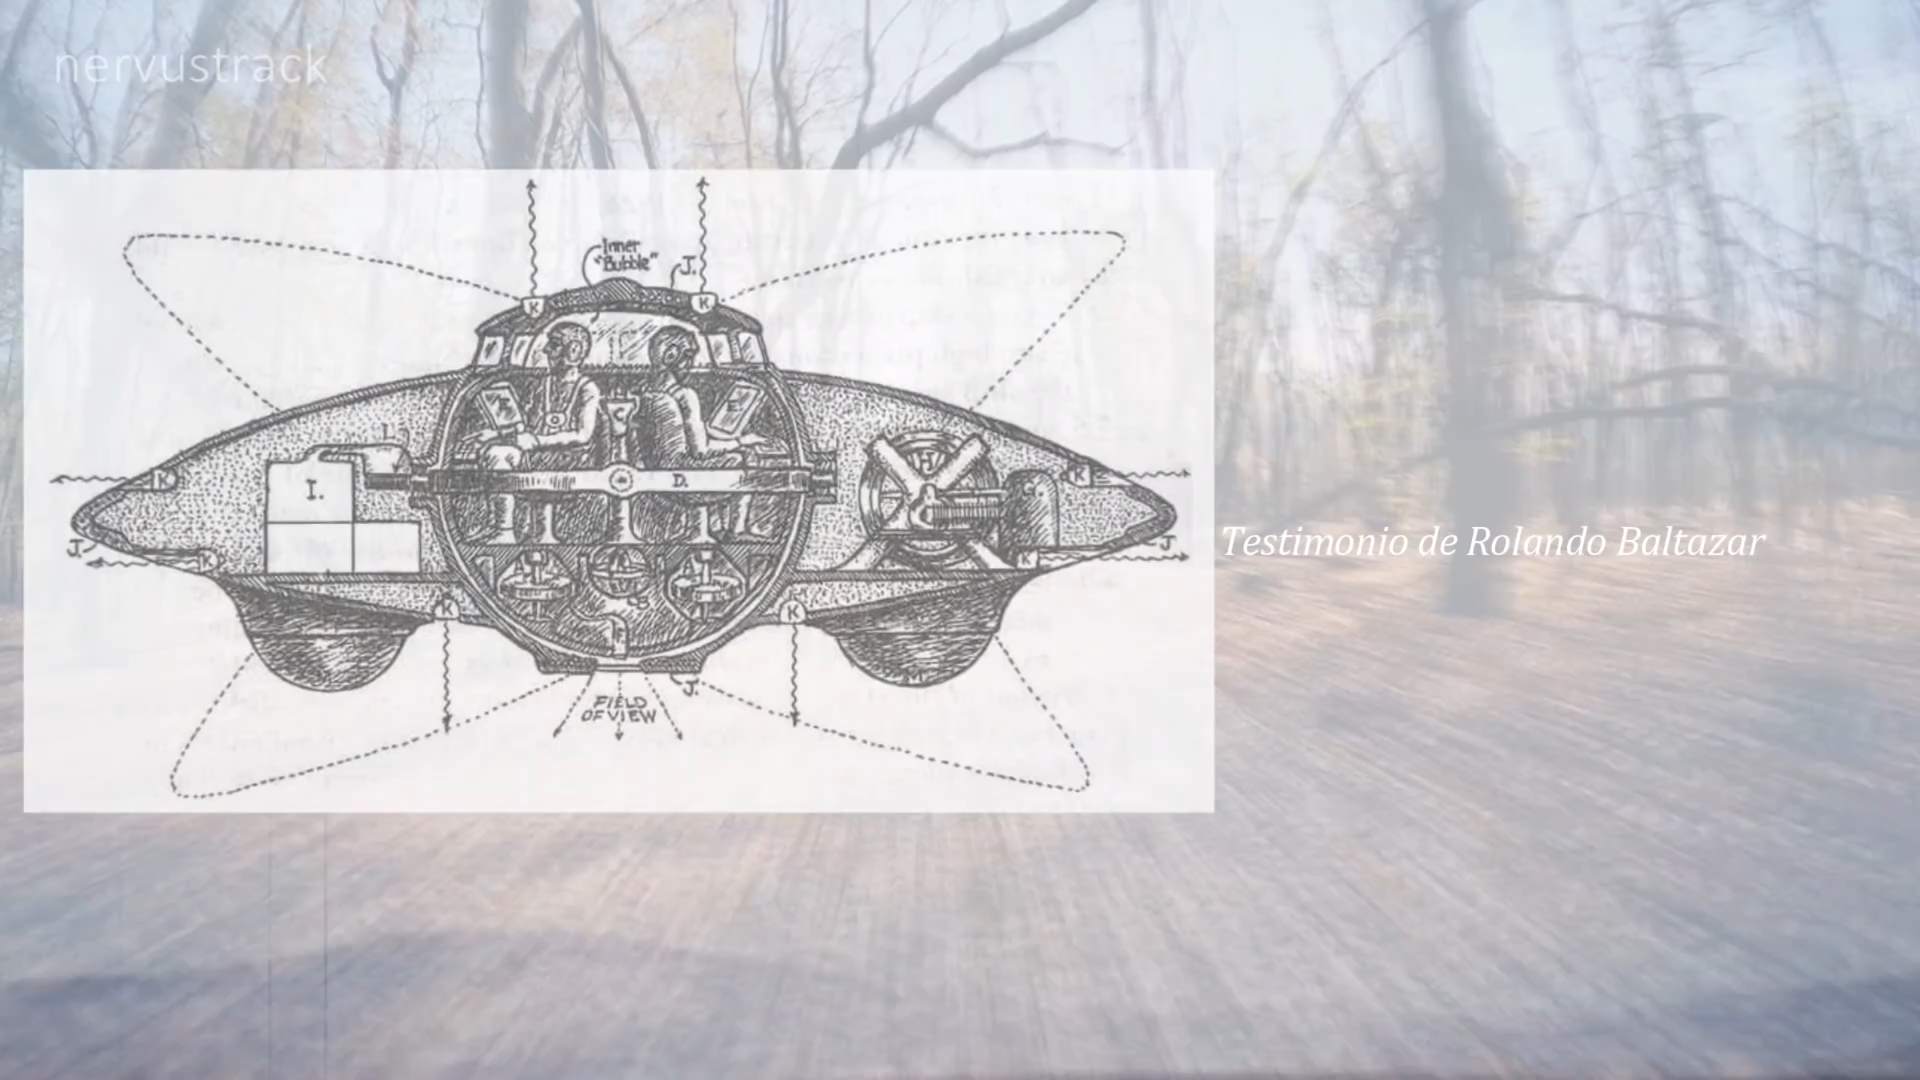 nervustrack
Inner
"Bubble"
J.
K
K
C
E
I.
D.
H
K
K
J.
K
K
J
K
K
F
M
J.
FIELD
OF VIEW
Testimonio de Rolando Baltazar